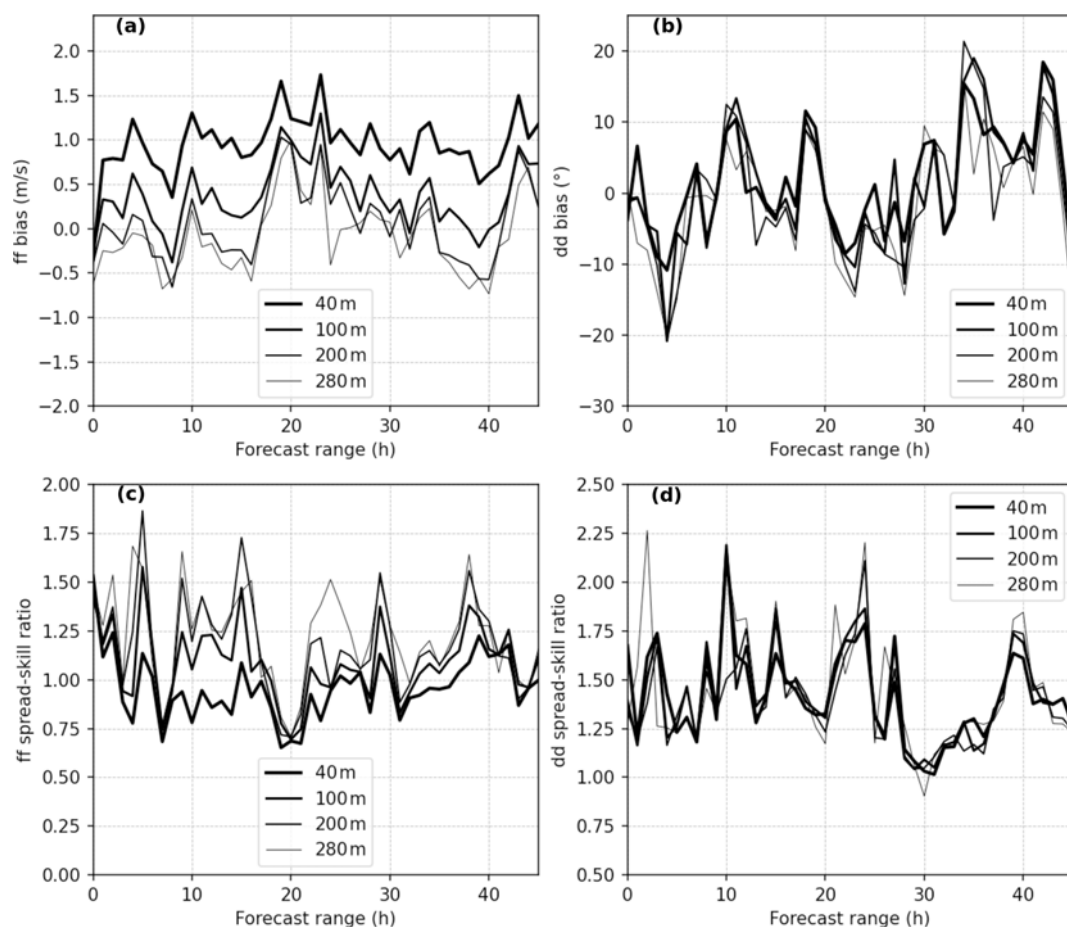 (a)
ff bias (m/s)
2.0
1.5
1.0
0.5
0.0
−0.5
−1.0
−1.5
−2.0
40 m
100 m
200 m
280 m
0 10 20 30 40
Forecast range (h)
(b)
dd bias (°)
20
10
0
−10
−20
−30
40 m
100 m
200 m
280 m
0 10 20 30 40
Forecast range (h)
(c)
ff spread-skill ratio
2.00
1.75
1.50
1.25
1.00
0.75
0.50
0.25
0.00
40 m
100 m
200 m
280 m
0 10 20 30 40
Forecast range (h)
(d)
dd spread-skill ratio
2.50
2.25
2.00
1.75
1.50
1.25
1.00
0.75
0.50
40 m
100 m
200 m
280 m
0 10 20 30 40
Forecast range (h)